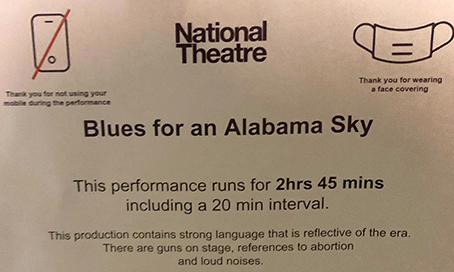 National
Theatre
Thank you for not using your
mobile during the performance
Thank you for wearing
a face covering
Blues for an Alabama Sky
This performance runs for 2hrs 45 mins
including a 20 min interval.
This production contains strong language that is reflective of the era.
There are guns on stage, references to abortion
and loud noises.